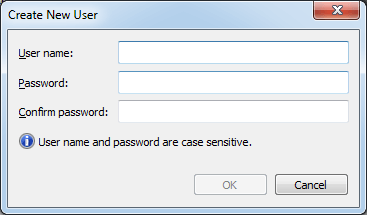 Create New User
User name:
Password:
Confirm password:
User name and password are case sensitive.
OK Cancel